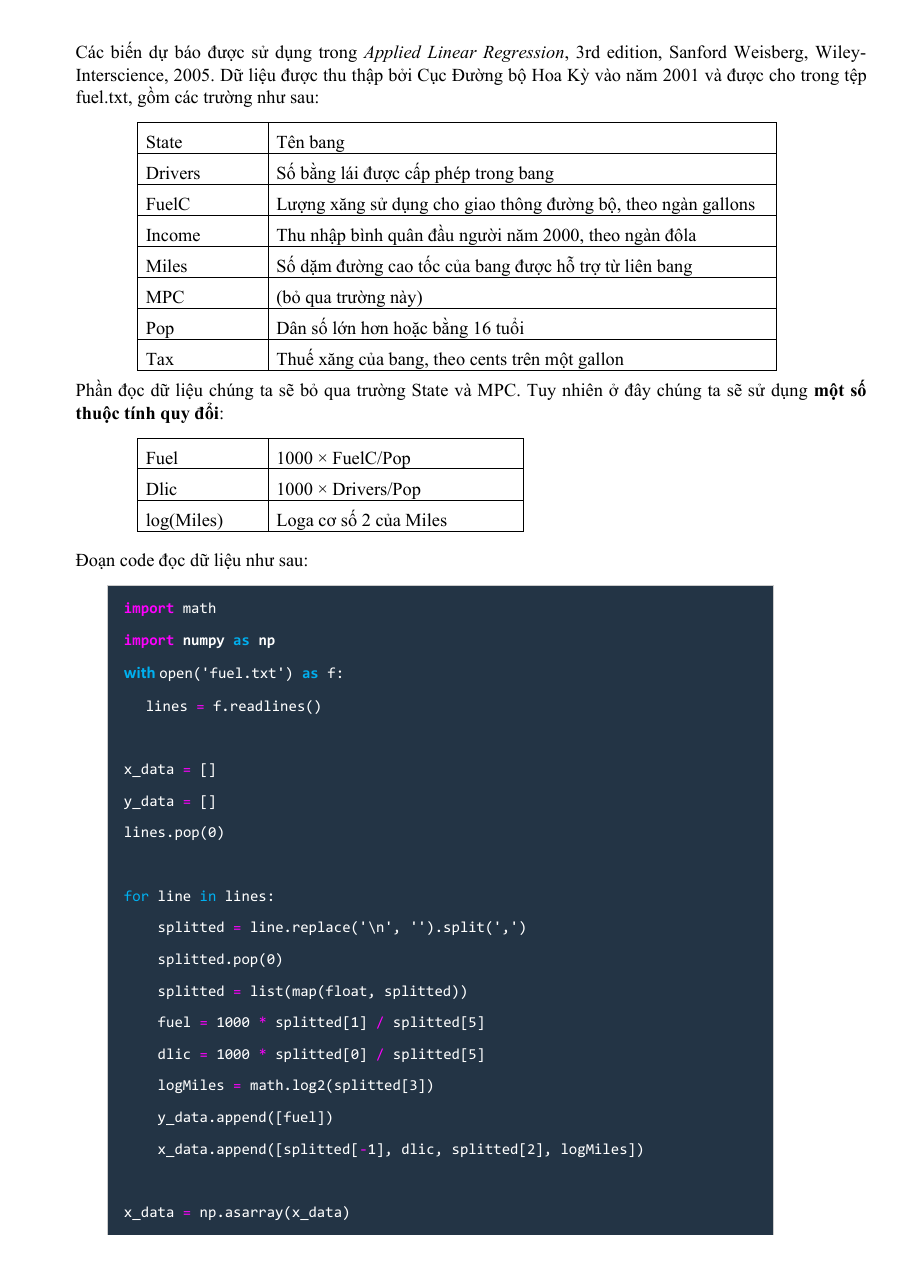 Các biến dự báo được sử dụng trong Applied Linear Regression, 3rd edition, Sanford Weisberg, Wiley-
Interscience, 2005. Dữ liệu được thu thập bởi Cục Đường bộ Hoa Kỳ vào năm 2001 và được cho trong tệp
fuel.txt, gồm các trường như sau:
State Tên bang
Drivers Số bằng lái được cấp phép trong bang
FuelC Lượng xăng sử dụng cho giao thông đường bộ, theo ngàn gallons
Income Thu nhập bình quân đầu người năm 2000, theo ngàn đôla
Miles Số dặm đường cao tốc của bang được hỗ trợ từ liên bang
MPC (bỏ qua trường này)
Pop Dân số lớn hơn hoặc bằng 16 tuổi
Tax Thuế xăng của bang, theo cents trên một gallon
Phần đọc dữ liệu chúng ta sẽ bỏ qua trường State và MPC. Tuy nhiên ở đây chúng ta sẽ sử dụng một số
thuộc tính quy đổi:
Fuel 1000 × FuelC/Pop
Dlic 1000 × Drivers/Pop
log(Miles) Loga cơ số 2 của Miles
Đoạn code đọc dữ liệu như sau:
import math
import numpy as np
with open('fuel.txt') as f:
lines = f.readlines()
x_data = []
y_data = []
lines.pop(0)
for line in lines:
splitted = line.replace('\n', '').split(',')
splitted.pop(0)
splitted = list(map(float, splitted))
fuel = 1000 * splitted[1] / splitted[5]
dlic = 1000 * splitted[0] / splitted[5]
logMiles = math.log2(splitted[3])
y_data.append([fuel])
x_data.append([splitted[-1], dlic, splitted[2], logMiles])
x_data = np.asarray(x_data)